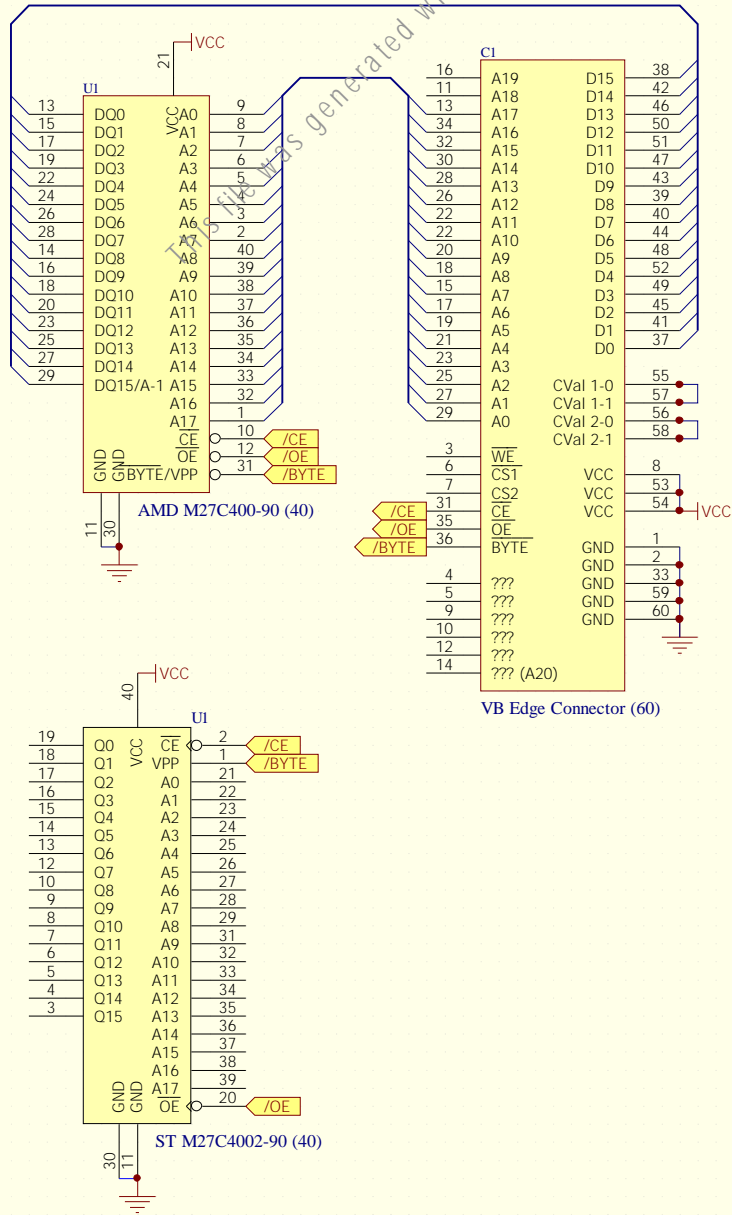 This file was generated
VCC
21
U1
VCC
13 DQ0 A0 9
15 DQ1 A1 8
17 DQ2 A2 7
19 DQ3 A3 6
22 DQ4 A4 5
24 DQ5 A5 4
26 DQ6 A6 3
28 DQ7 A7 2
14 DQ8 A8 40
16 DQ9 A9 39
18 DQ10 A10 38
20 DQ11 A11 37
23 DQ12 A12 36
25 DQ13 A13 35
27 DQ14 A14 34
29 DQ15/A-1 A15 33
A16 32
A17 1
CE 10 /CE
OE 12 /OE
BYTE/VPP 31 /BYTE
GND GND
11 30
AMD M27C400-90 (40)
C1
16 A19 D15 38
11 A18 D14 42
13 A17 D13 46
34 A16 D12 50
32 A15 D11 51
30 A14 D10 47
28 A13 D9 43
26 A12 D8 39
22 A11 D7 40
22 A10 D6 44
20 A9 D5 48
18 A8 D4 52
15 A7 D3 49
17 A6 D2 45
19 A5 D1 41
21 A4 D0 37
23 A3
25 A2 CVal 1-0 55
27 A1 CVal 1-1 57
29 A0 CVal 2-0 56
CVal 2-1 58
3 WE
6 CS1 VCC 8
7 CS2 VCC 53
/CE 31 CE VCC 54 VCC
/OE 35 OE
/BYTE 36 BYTE GND 1
GND 2
4 ??? GND 33
5 ??? GND 59
9 ??? GND 60
10 ???
12 ???
14 ??? (A20)
VB Edge Connector (60)
VCC
40
U1
VCC
19 Q0 CE 2 /CE
18 Q1 VPP 1 /BYTE
17 Q2 A0 21
16 Q3 A1 22
15 Q4 A2 23
14 Q5 A3 24
13 Q6 A4 25
12 Q7 A5 26
10 Q8 A6 27
9 Q9 A7 28
8 Q10 A8 29
7 Q11 A9 31
6 Q12 A10 32
5 Q13 A11 33
4 Q14 A12 34
3 Q15 A13 35
A14 36
A15 37
A16 38
A17 39
OE 20 /OE
GND GND
30 11
ST M27C4002-90 (40)